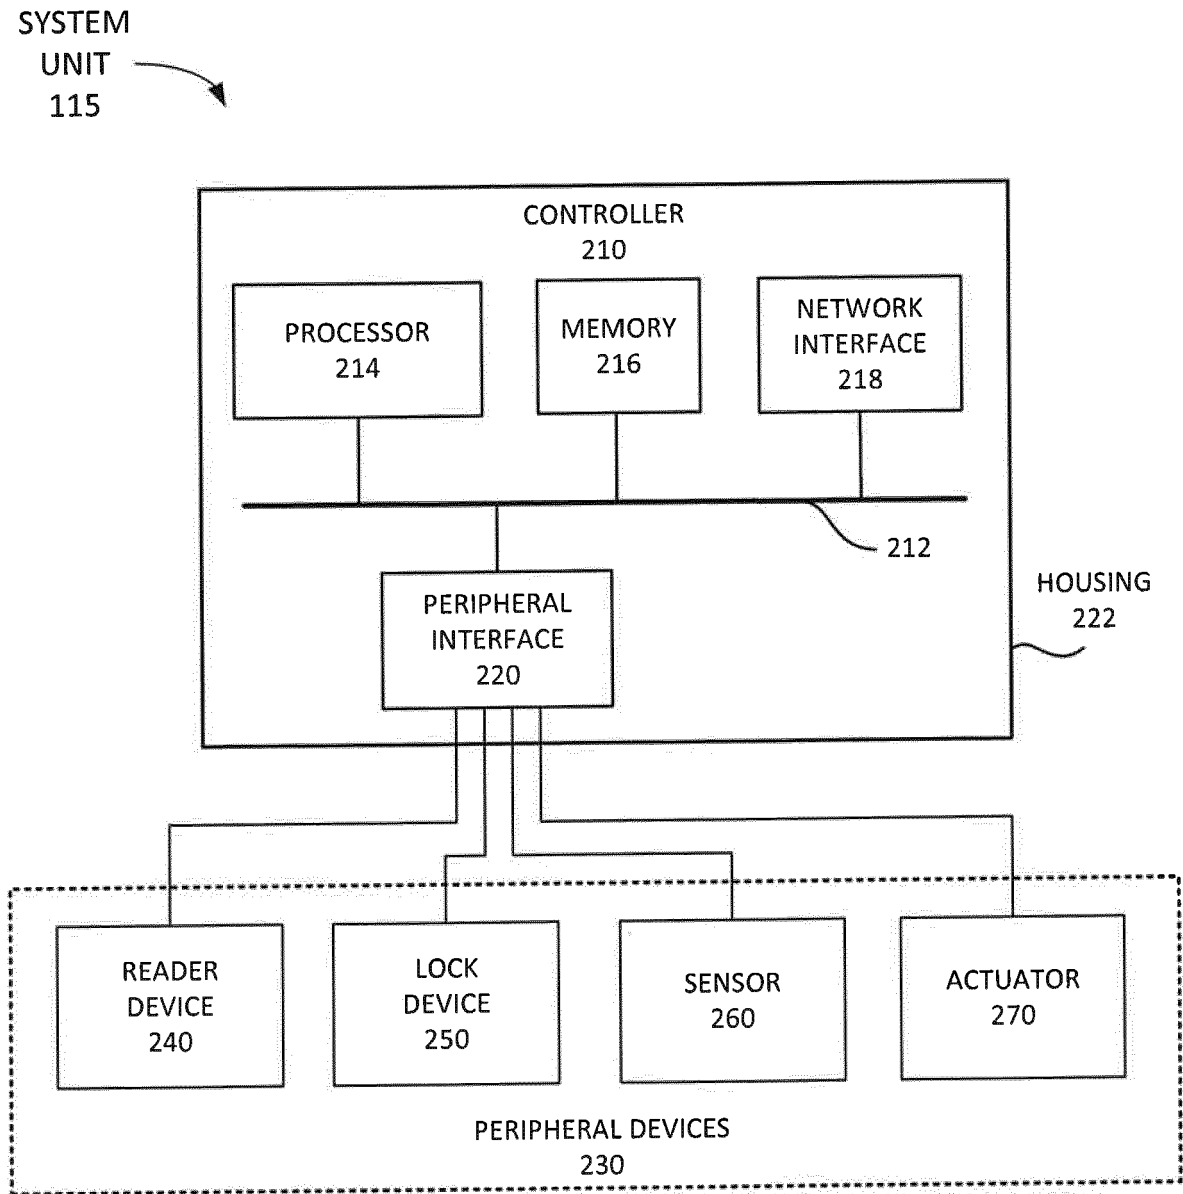 SYSTEM
UNIT
115
CONTROLLER
210
PROCESSOR
214
MEMORY
216
NETWORK
INTERFACE
218
212
PERIPHERAL
INTERFACE
220
HOUSING
222
READER
DEVICE
240
LOCK
DEVICE
250
SENSOR
260
ACTUATOR
270
PERIPHERAL DEVICES
230